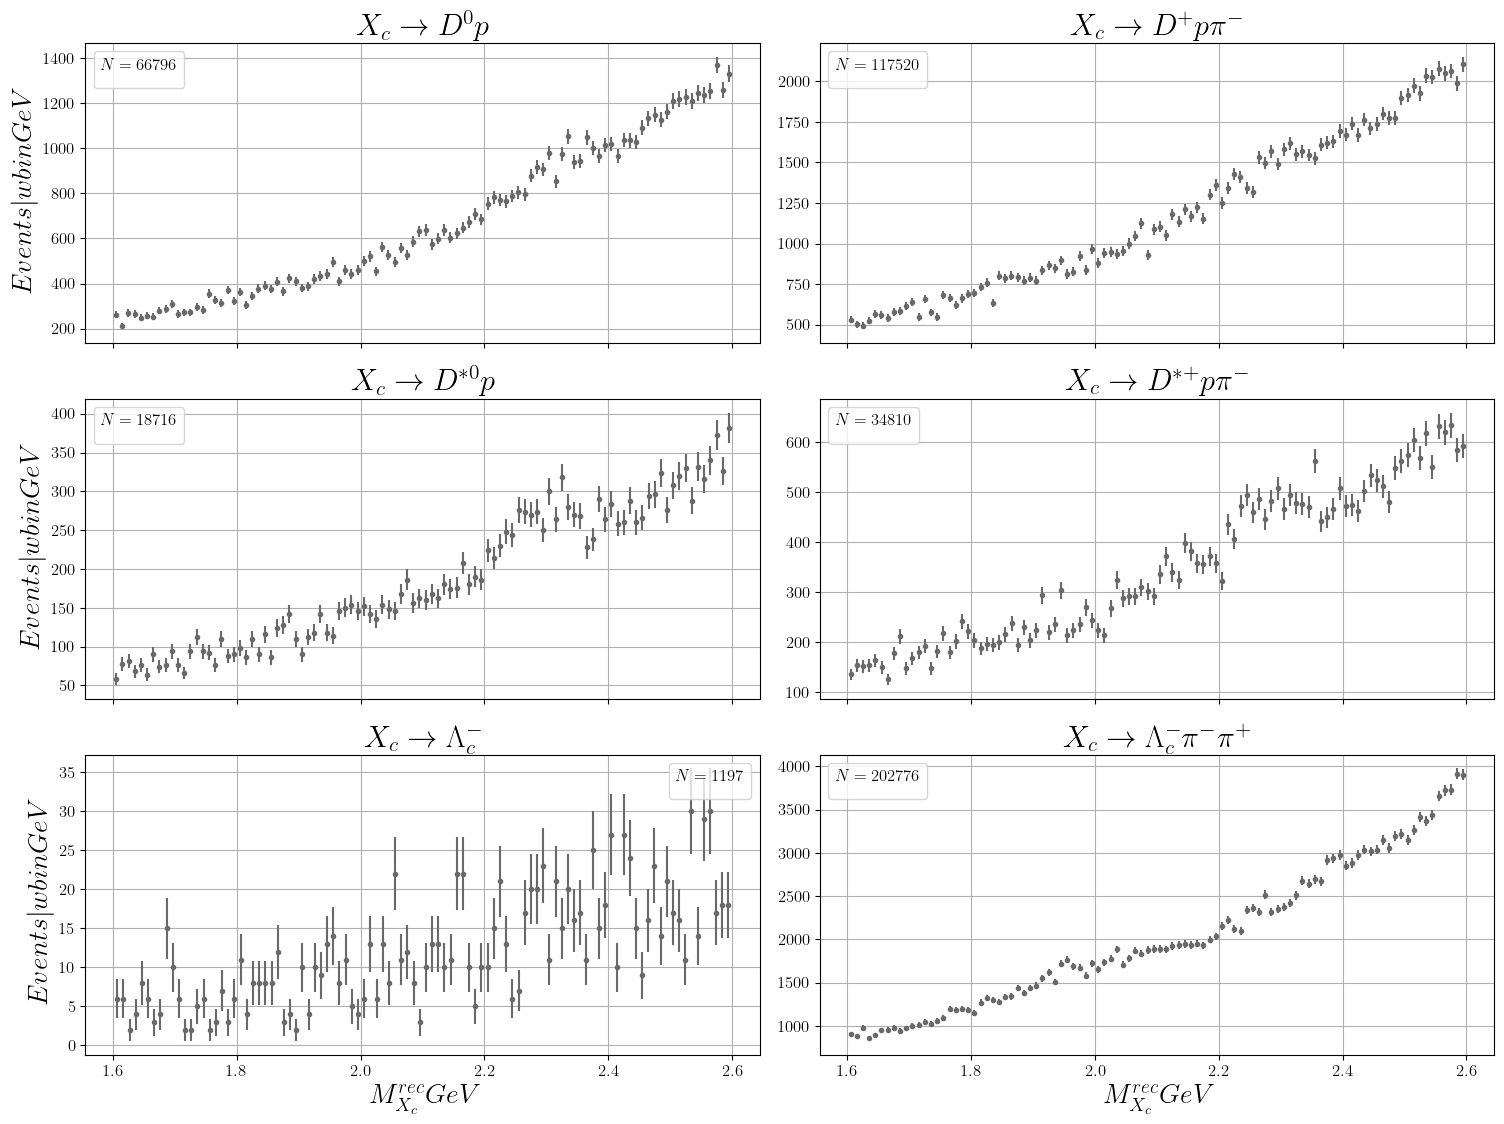 X_c → D^0 p
X_c → D^+ p π^-
N = 66796
N = 117520
Events|wbinGeV
1400
1200
1000
800
600
400
200
2000
1750
1500
1250
1000
750
500
X_c → D^{*0} p
X_c → D^{*+} p π^-
N = 18716
N = 34810
Events|wbinGeV
400
350
300
250
200
150
100
50
600
500
400
300
200
100
X_c → Λ_c^-
X_c → Λ_c^- π^- π^+
N = 1197
N = 202776
Events|wbinGeV
35
30
25
20
15
10
5
0
4000
3500
3000
2500
2000
1500
1000
1.6 1.8 2.0 2.2 2.4 2.6
1.6 1.8 2.0 2.2 2.4 2.6
M_{X_c}^{rec} GeV
M_{X_c}^{rec} GeV